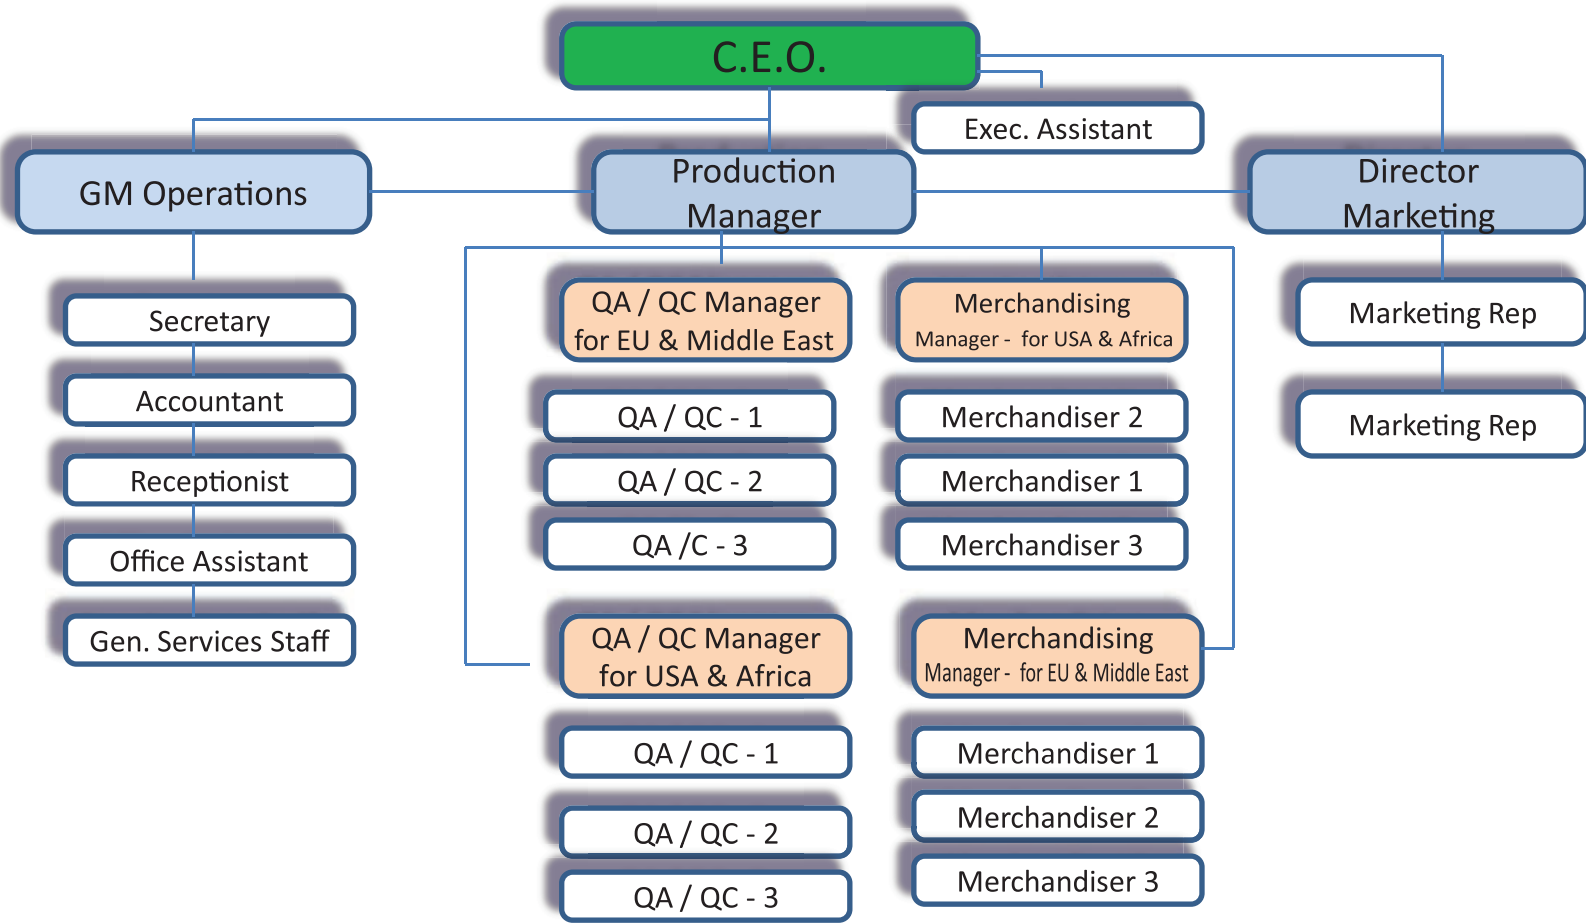 C.E.O.
Exec. Assistant
GM Operations
Production
Manager
Director
Marketing
Secretary
Accountant
Receptionist
Office Assistant
Gen. Services Staff
QA / QC Manager
for EU & Middle East
QA / QC - 1
QA / QC - 2
QA /C - 3
QA / QC Manager
for USA & Africa
QA / QC - 1
QA / QC - 2
QA / QC - 3
Merchandising
Manager - for USA & Africa
Merchandiser 2
Merchandiser 1
Merchandiser 3
Merchandising
Manager - for EU & Middle East
Merchandiser 1
Merchandiser 2
Merchandiser 3
Marketing Rep
Marketing Rep